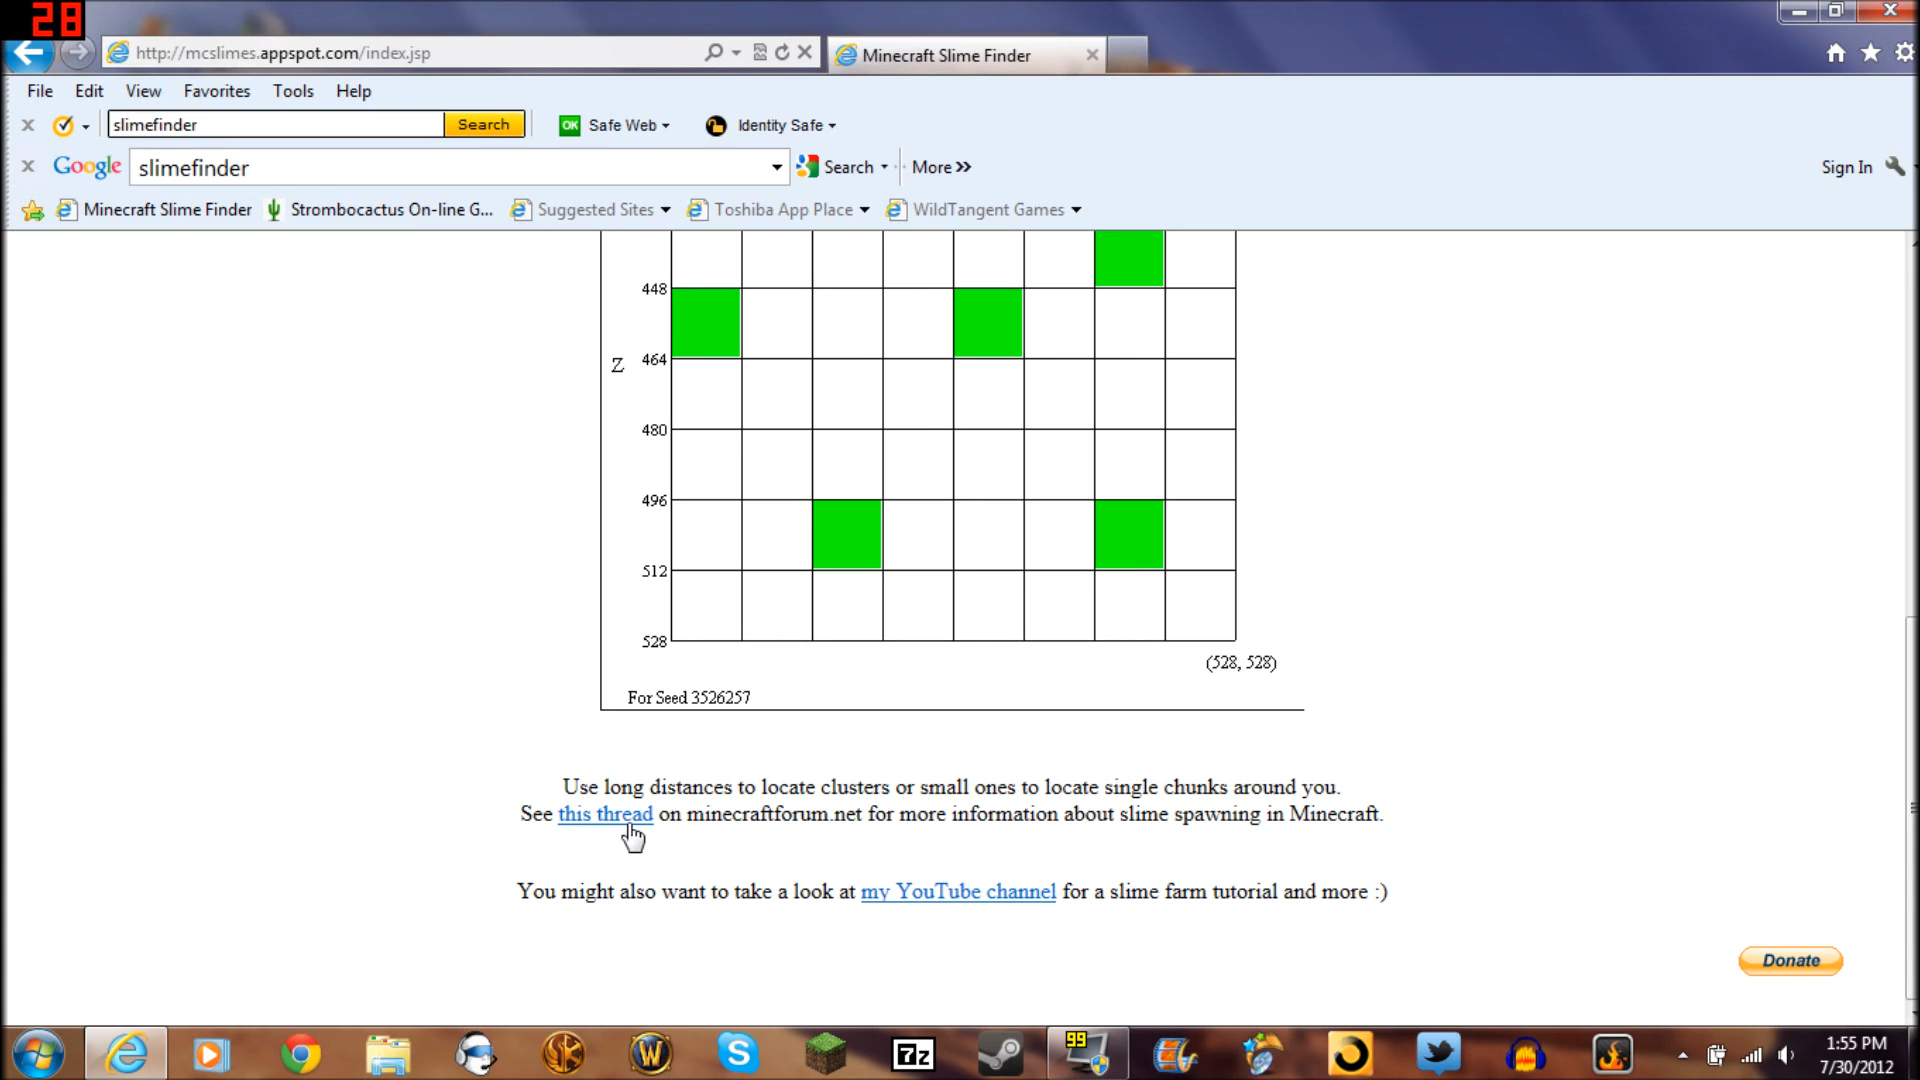 28
http://mcslimes.appspot.com/index.jsp
Minecraft Slime Finder
File Edit View Favorites Tools Help
slimefinder Search OK Safe Web Identity Safe
Google slimefinder Search More Sign In
Minecraft Slime Finder Strombocactus On-line G... Suggested Sites Toshiba App Place WildTangent Games
448
Z 464
480
496
512
528
(528, 528)
For Seed 3526257
Use long distances to locate clusters or small ones to locate single chunks around you.
See this thread on minecraftforum.net for more information about slime spawning in Minecraft.
You might also want to take a look at my YouTube channel for a slime farm tutorial and more :)
Donate
W S 7z 99
1:55 PM
7/30/2012